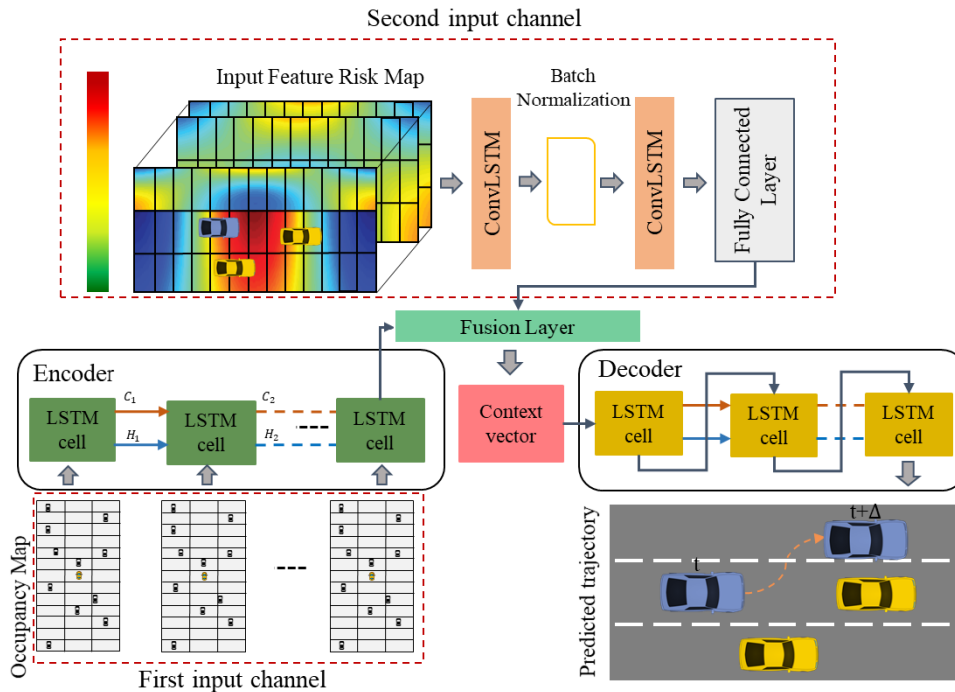 Second input channel
Input Feature Risk Map
Batch
Normalization
ConvLSTM
ConvLSTM
Fully Connected
Layer
Fusion Layer
Encoder
C₁
C₂
LSTM
cell
LSTM
cell
LSTM
cell
H₁
H₂
Context
vector
Decoder
LSTM
cell
LSTM
cell
LSTM
cell
Occupancy Map
First input channel
Predicted trajectory
t
t+Δ